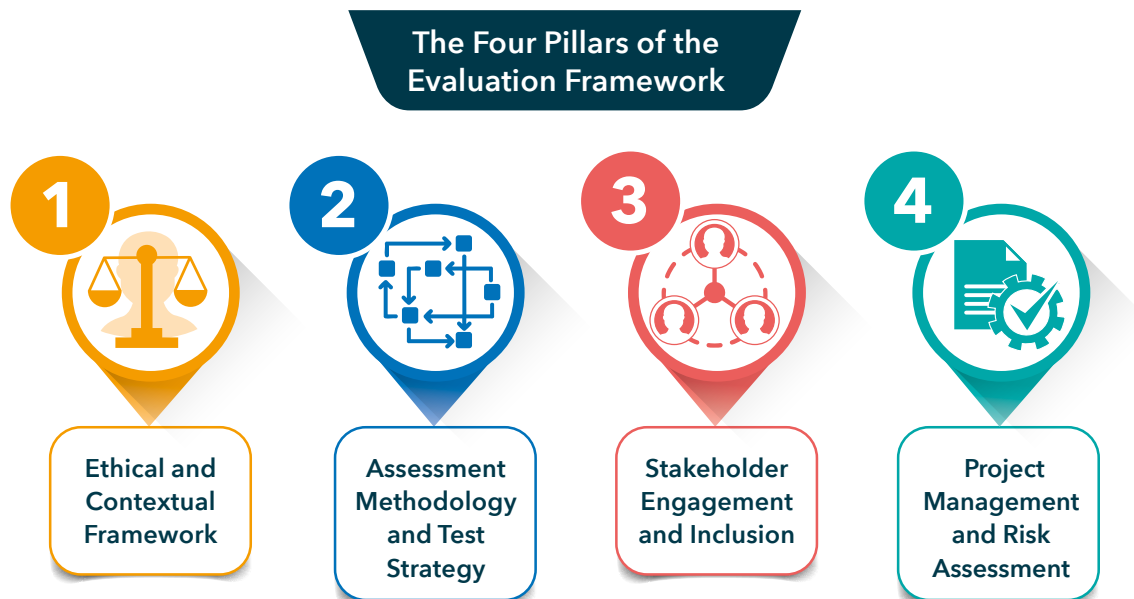 The Four Pillars of the
Evaluation Framework
1
2
3
4
Ethical and
Contextual
Framework
Assessment
Methodology
and Test
Strategy
Stakeholder
Engagement
and Inclusion
Project
Management
and Risk
Assessment